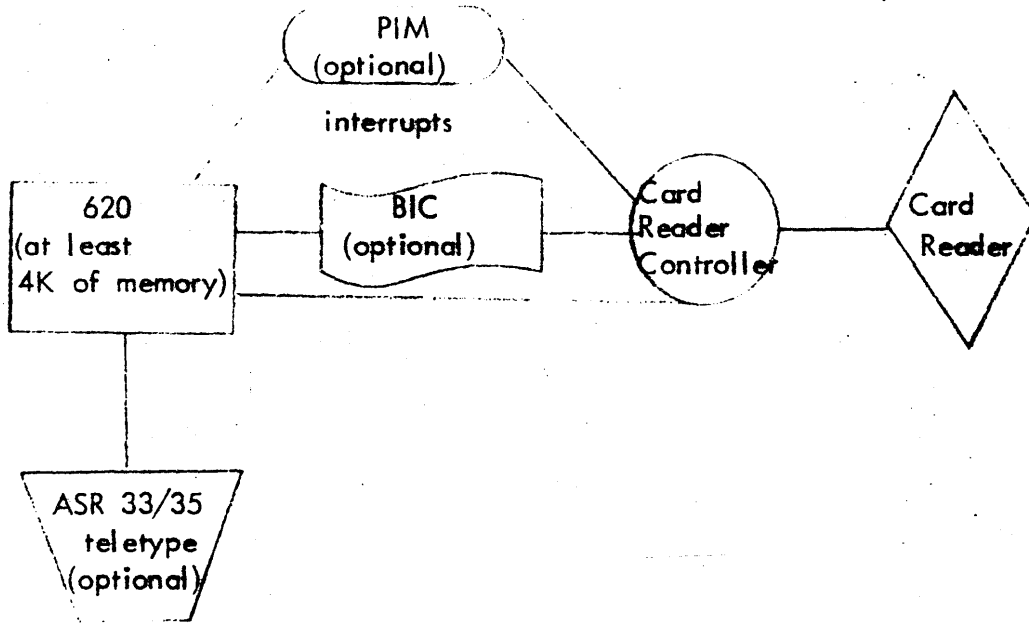 PIM
(optional)
interrupts
620
(at least
4K of memory)
BIC
(optional)
Card
Reader
Controller
Card
Reader
ASR 33/35
teletype
(optional)